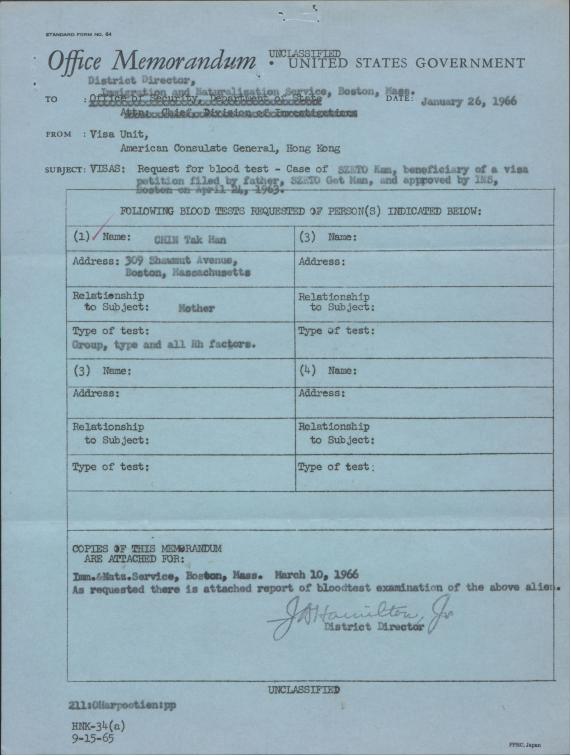 STANDARD FORM NO. 64
UNCLASSIFIED
Office Memorandum • UNITED STATES GOVERNMENT
District Director,
Immigration and Naturalization Service, Boston, Mass.
TO : Office of Security, Department of State DATE: January 26, 1966
Attn: Chief, Division of Investigations
FROM : Visa Unit,
American Consulate General, Hong Kong
SUBJECT: VISAS: Request for blood test - Case of SZETO Kan, beneficiary of a visa
petition filed by father, SZETO Get Man, and approved by INS,
Boston on April 24, 1963.
FOLLOWING BLOOD TESTS REQUESTED OF PERSON(S) INDICATED BELOW:
(1) Name: CHIN Tak Han
(3) Name:
Address: 309 Shawmut Avenue,
Boston, Massachusetts
Address:
Relationship
to Subject: Mother
Relationship
to Subject:
Type of test:
Group, type and all Rh factors.
Type of test:
(3) Name:
(4) Name:
Address:
Address:
Relationship
to Subject:
Relationship
to Subject:
Type of test:
Type of test:
COPIES OF THIS MEMORANDUM
ARE ATTACHED FOR:
Imm.&Natz.Service, Boston, Mass. March 10, 1966
As requested there is attached report of bloodtest examination of the above alien.
J A Hamilton, Jr
District Director
UNCLASSIFIED
211:OHarpootien:pp
HNK-34(a)
9-15-65
FPHC, Japan